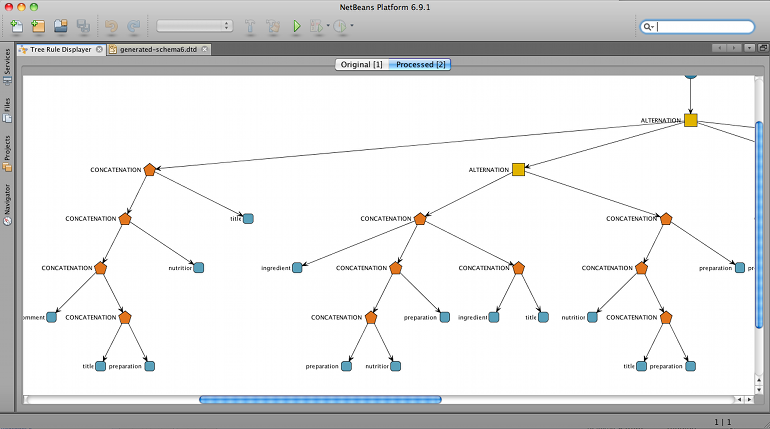 NetBeans Platform 6.9.1
Tree Rule Displayer
generated-schema6.dtd
Services
Files
Projects
Navigator
Original [1]
Processed [2]
ALTERNATION
CONCATENATION
ALTERNATION
CONCATENATION
title
CONCATENATION
CONCATENATION
CONCATENATION
nutrition
ingredient
CONCATENATION
CONCATENATION
CONCATENATION
preparation
pr
mment
CONCATENATION
CONCATENATION
preparation
ingredient
title
nutrition
CONCATENATION
title
preparation
preparation
nutrition
title
preparation
1 | 1